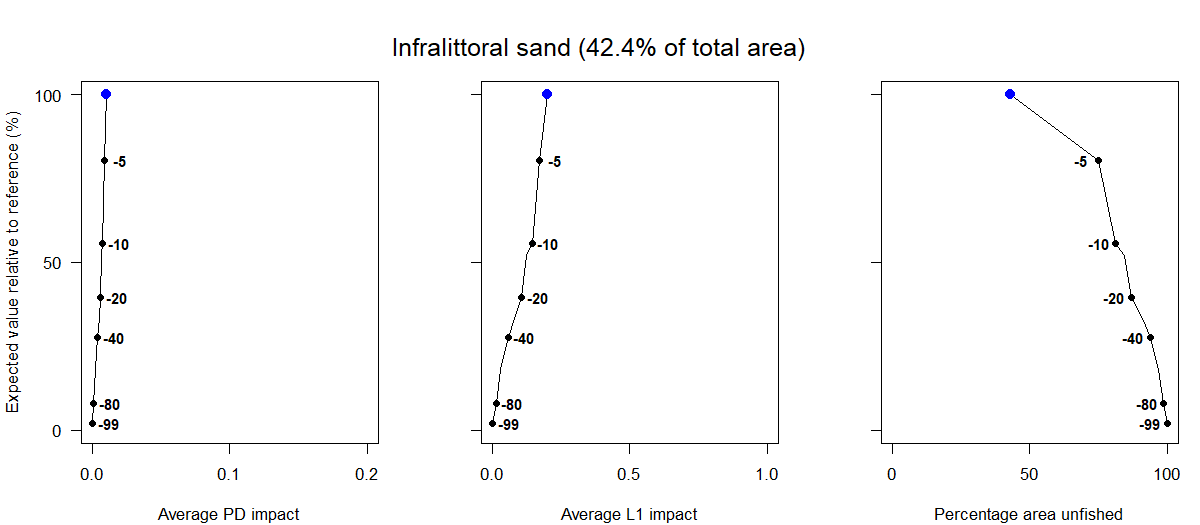 Infralittoral sand (42.4% of total area)
Expected value relative to reference (%)
100
50
0
-5
-10
-20
-40
-80
-99
0.0 0.1 0.2
Average PD impact
-5
-10
-20
-40
-80
-99
0.0 0.5 1.0
Average L1 impact
-5
-10
-20
-40
-80
-99
0 50 100
Percentage area unfished